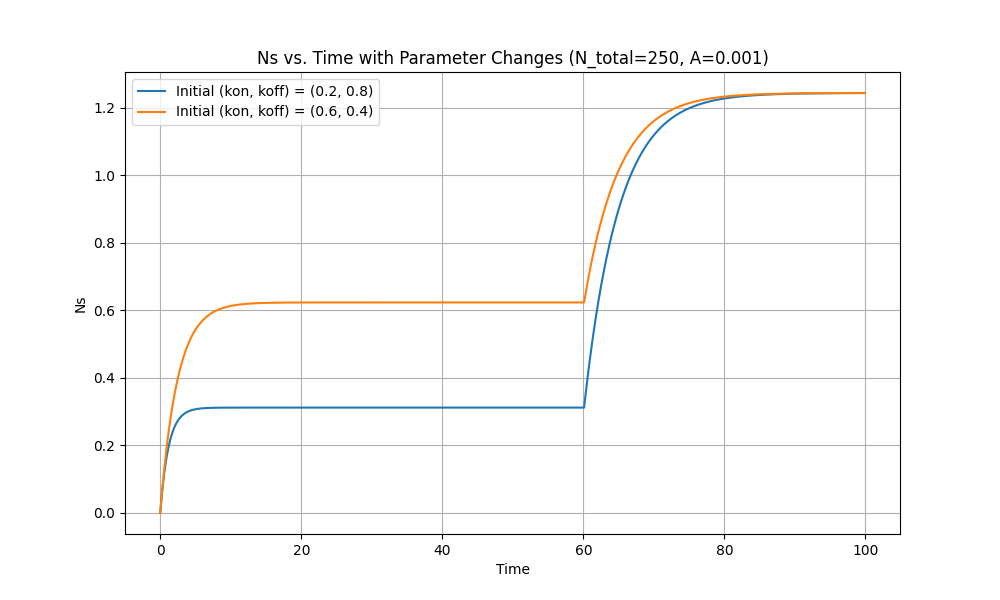 Ns vs. Time with Parameter Changes (N_total=250, A=0.001)
Initial (kon, koff) = (0.2, 0.8)
Initial (kon, koff) = (0.6, 0.4)
1.2
1.0
0.8
0.6
0.4
0.2
0.0
Ns
0 20 40 60 80 100
Time